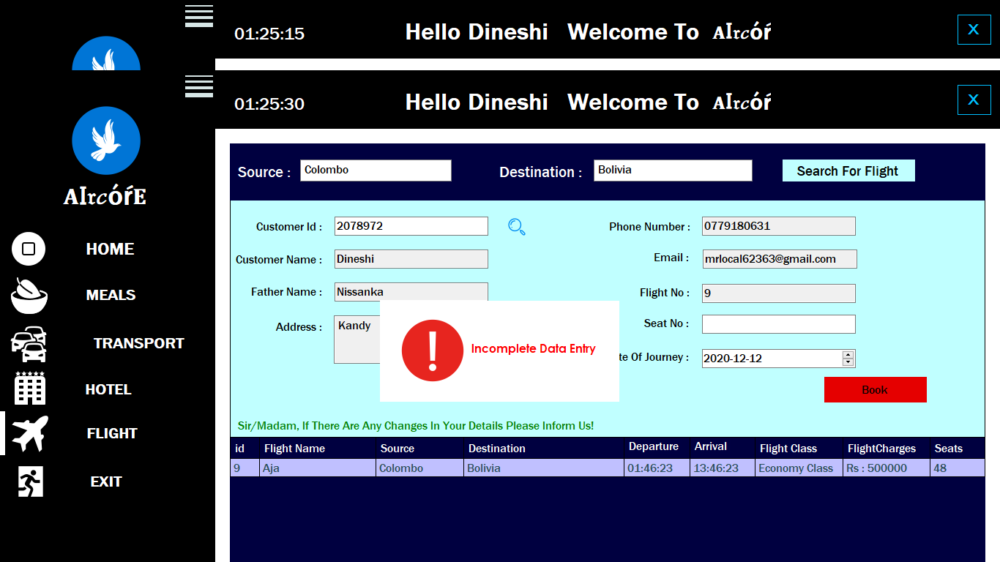 01:25:15 Hello Dineshi Welcome To AIrcóŕ X
01:25:30 Hello Dineshi Welcome To AIrcóŕ X
AIrcóŕE
HOME
MEALS
TRANSPORT
HOTEL
FLIGHT
EXIT
Source : Colombo Destination : Bolivia Search For Flight
Customer Id : 2078972 Phone Number : 0779180631
Customer Name : Dineshi Email : mrlocal62363@gmail.com
Father Name : Nissanka Flight No : 9
Address : Kandy Seat No :
Incomplete Data Entry
te Of Journey : 2020-12-12
Book
Sir/Madam, If There Are Any Changes In Your Details Please Inform Us!
id Flight Name Source Destination Departure Arrival Flight Class FlightCharges Seats
9 Aja Colombo Bolivia 01:46:23 13:46:23 Economy Class Rs : 500000 48